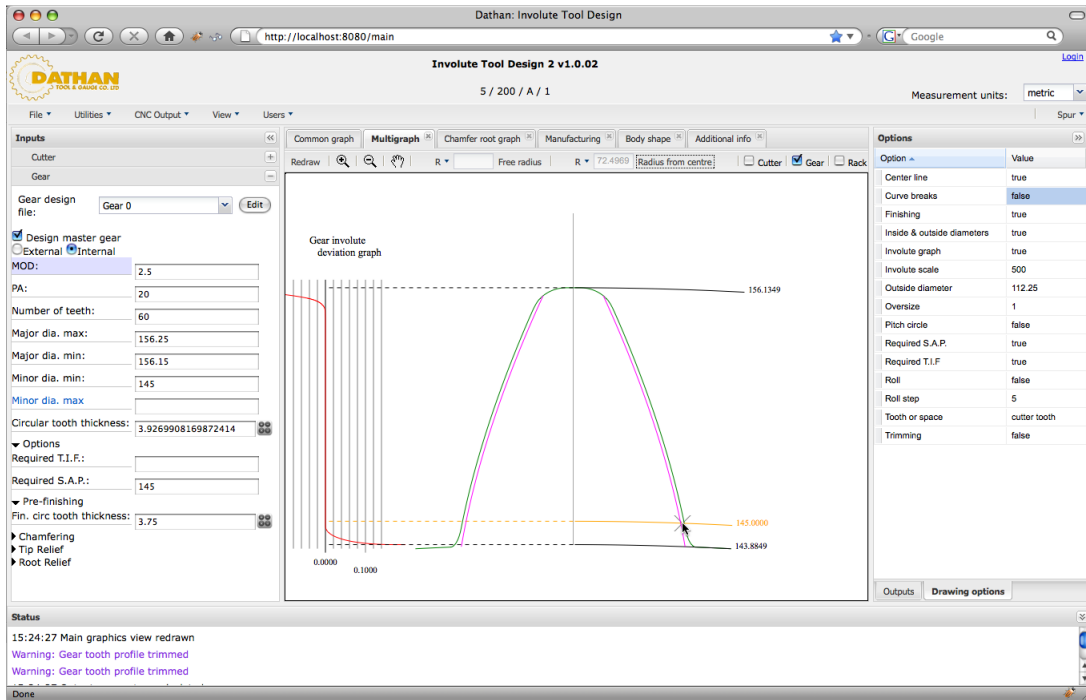 Dathan: Involute Tool Design
http://localhost:8080/main
Google
DATHAN
TOOL & GAUGE CO. LTD
Involute Tool Design 2 v1.0.02
Login
5 / 200 / A / 1
Measurement units: metric
File Utilities CNC Output View Users Spur
Inputs
Cutter
Gear
Gear design file: Gear 0 Edit
Design master gear
External Internal
MOD: 2.5
PA: 20
Number of teeth: 60
Major dia. max: 156.25
Major dia. min: 156.15
Minor dia. min: 145
Minor dia. max
Circular tooth thickness: 3.9269908169872414
Options
Required T.I.F.:
Required S.A.P.: 145
Pre-finishing
Fin. circ tooth thickness: 3.75
Chamfering
Tip Relief
Root Relief
Common graph Multigraph Chamfer root graph Manufacturing Body shape Additional info
Redraw R Free radius R 72.4969 Radius from centre Cutter Gear Rack
Gear involute
deviation graph
156.1349
145.0000
143.8849
0.0000
0.1000
Options
Option Value
Center line true
Curve breaks false
Finishing true
Inside & outside diameters true
Involute graph true
Involute scale 500
Outside diameter 112.25
Oversize 1
Pitch circle false
Required S.A.P. true
Required T.I.F true
Roll false
Roll step 5
Tooth or space cutter tooth
Trimming false
Outputs Drawing options
Status
15:24:27 Main graphics view redrawn
Warning: Gear tooth profile trimmed
Warning: Gear tooth profile trimmed
Done